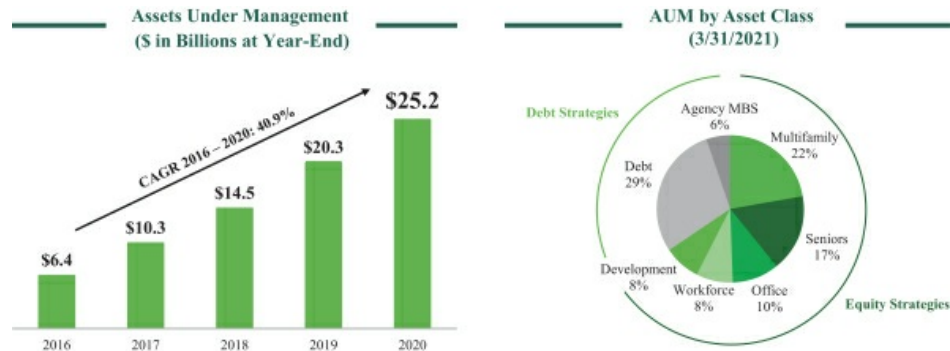 Assets Under Management
($ in Billions at Year-End)
CAGR 2016 – 2020: 40.9%
$6.4
$10.3
$14.5
$20.3
$25.2
2016
2017
2018
2019
2020
AUM by Asset Class
(3/31/2021)
Debt Strategies
Agency MBS
6%
Multifamily
22%
Debt
29%
Seniors
17%
Development
8%
Workforce
8%
Office
10%
Equity Strategies